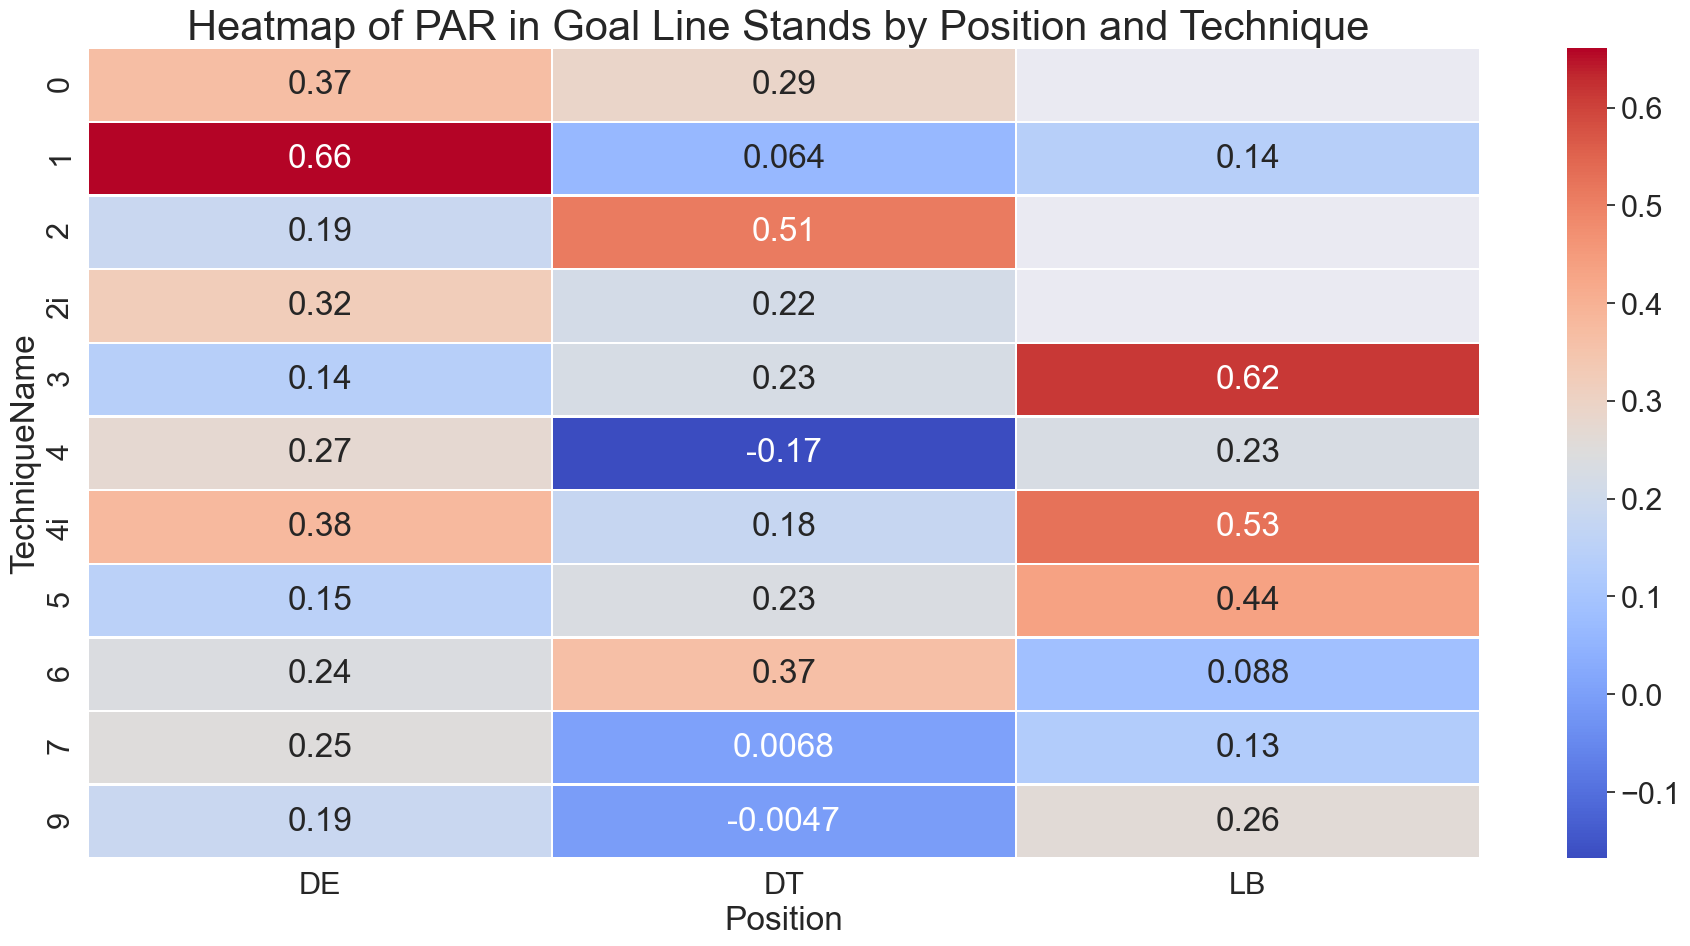 Heatmap of PAR in Goal Line Stands by Position and Technique
TechniqueName
0 0.37 0.29
1 0.66 0.064 0.14
2 0.19 0.51
2i 0.32 0.22
3 0.14 0.23 0.62
4 0.27 -0.17 0.23
4i 0.38 0.18 0.53
5 0.15 0.23 0.44
6 0.24 0.37 0.088
7 0.25 0.0068 0.13
9 0.19 -0.0047 0.26
DE DT LB
Position
0.6
0.5
0.4
0.3
0.2
0.1
0.0
−0.1